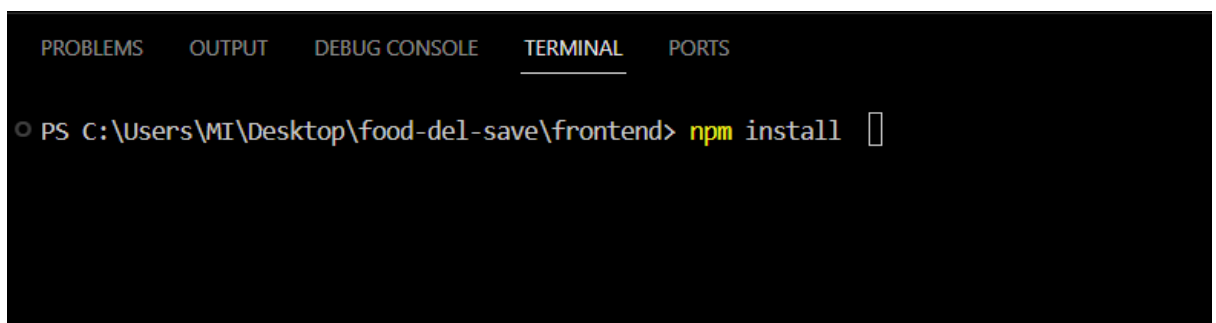 PROBLEMS OUTPUT DEBUG CONSOLE TERMINAL PORTS
PS C:\Users\MI\Desktop\food-del-save\frontend> npm install